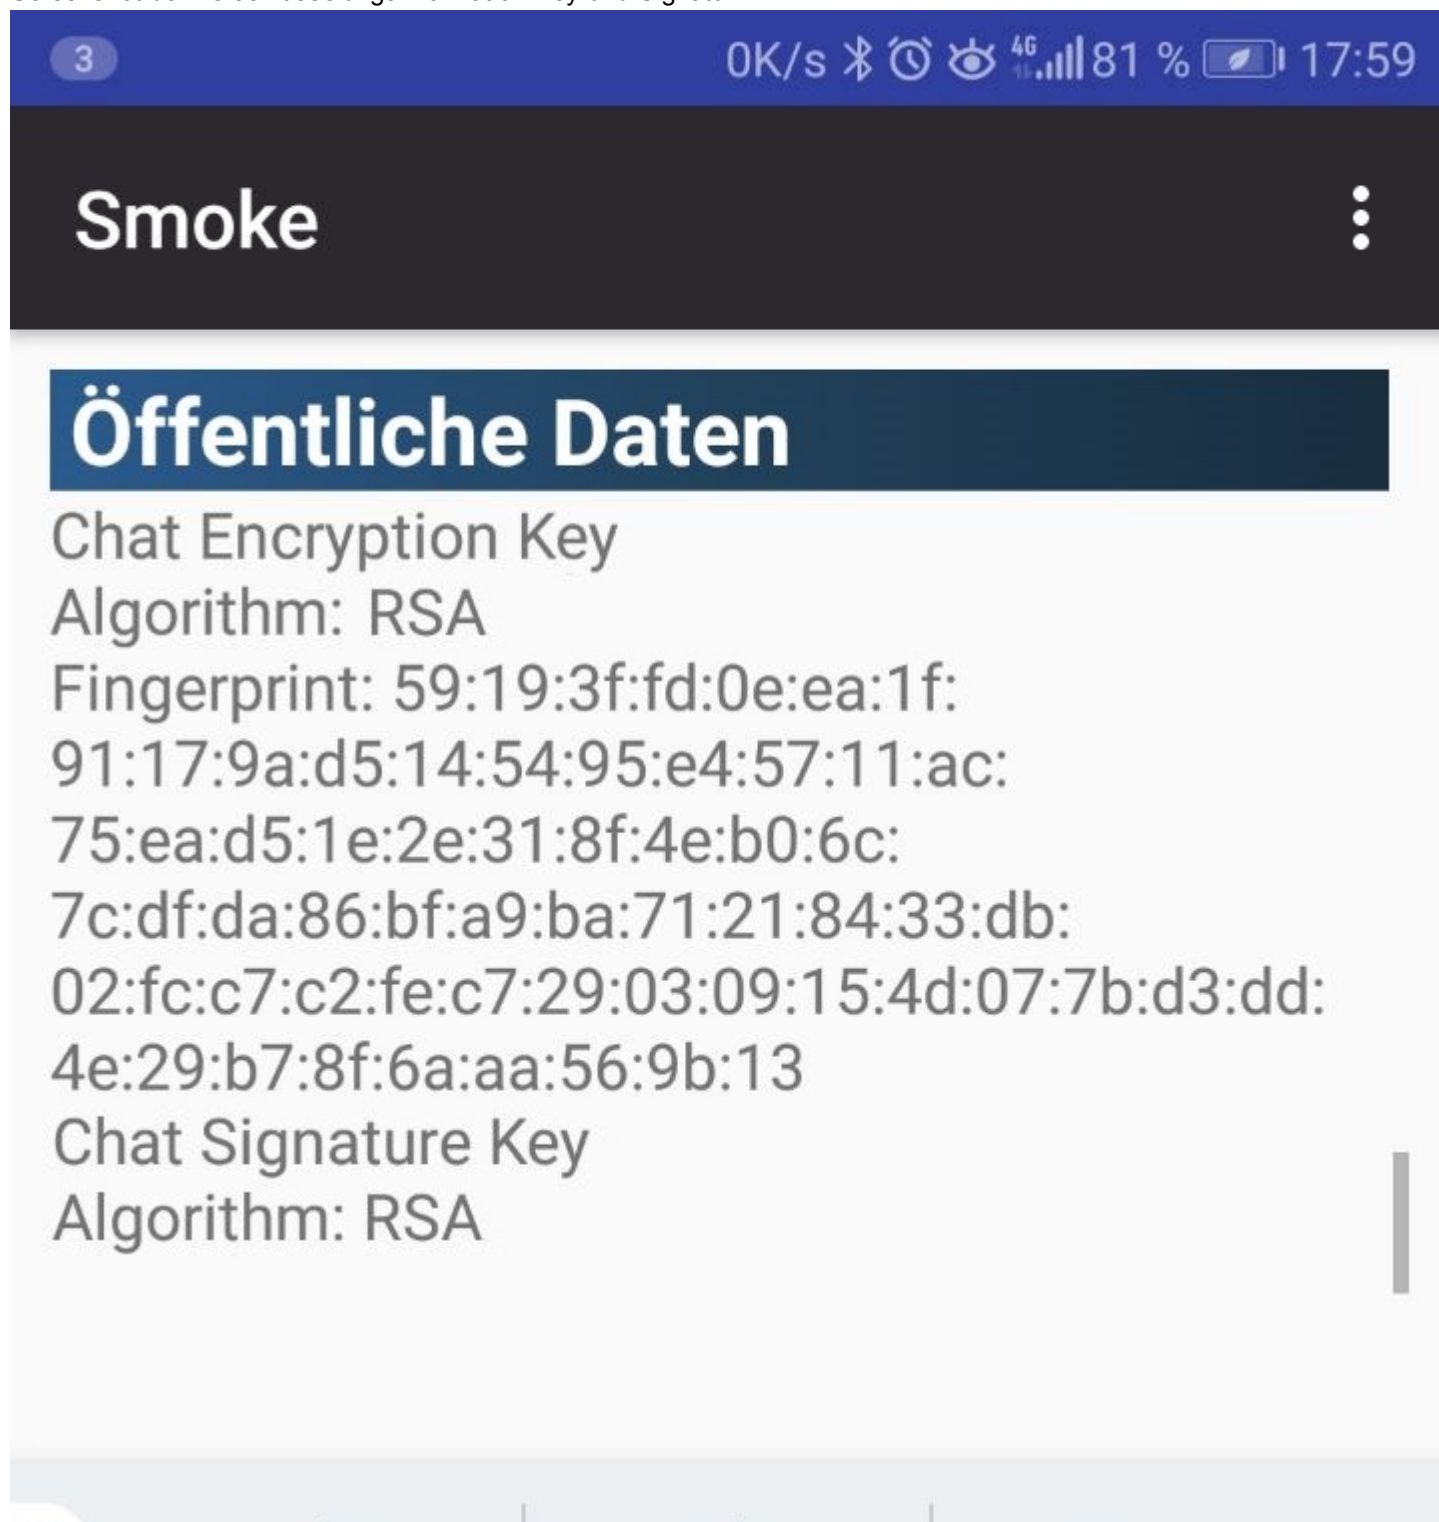 3
0K/s 4G 81 % 17:59
Smoke
Öffentliche Daten
Chat Encryption Key
Algorithm: RSA
Fingerprint: 59:19:3f:fd:0e:ea:1f:
91:17:9a:d5:14:54:95:e4:57:11:ac:
75:ea:d5:1e:2e:31:8f:4e:b0:6c:
7c:df:da:86:bf:a9:ba:71:21:84:33:db:
02:fc:c7:c2:fe:c7:29:03:09:15:4d:07:7b:d3:dd:
4e:29:b7:8f:6a:aa:56:9b:13
Chat Signature Key
Algorithm: RSA